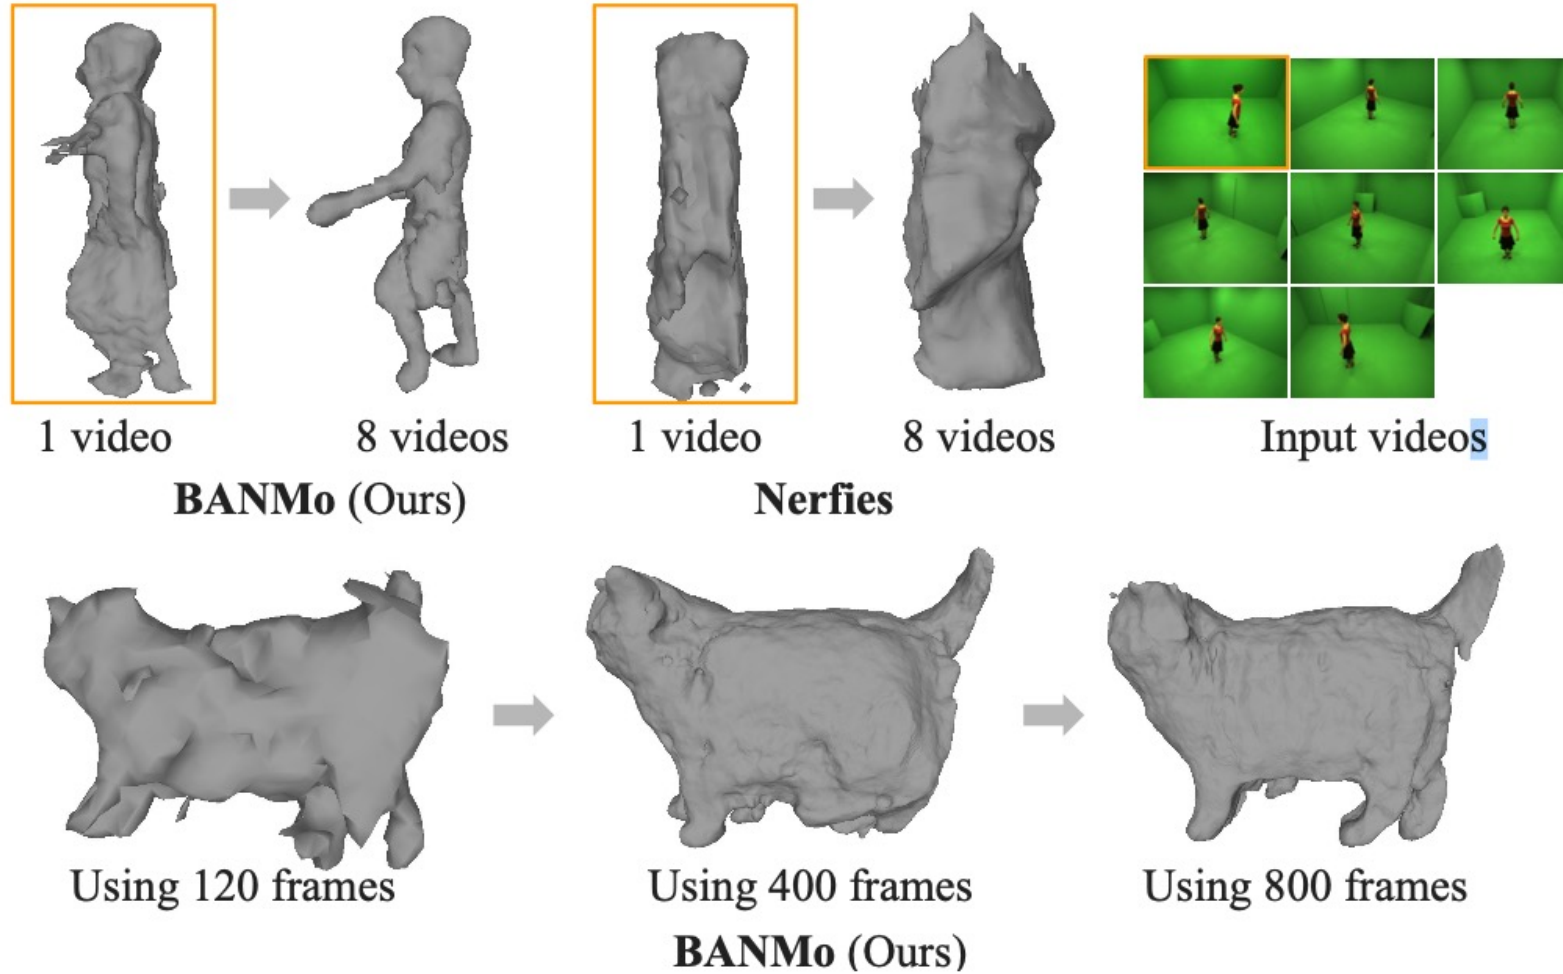 1 video
8 videos
1 video
8 videos
Input videos
BANMo (Ours)
Nerfies
Using 120 frames
Using 400 frames
Using 800 frames
BANMo (Ours)